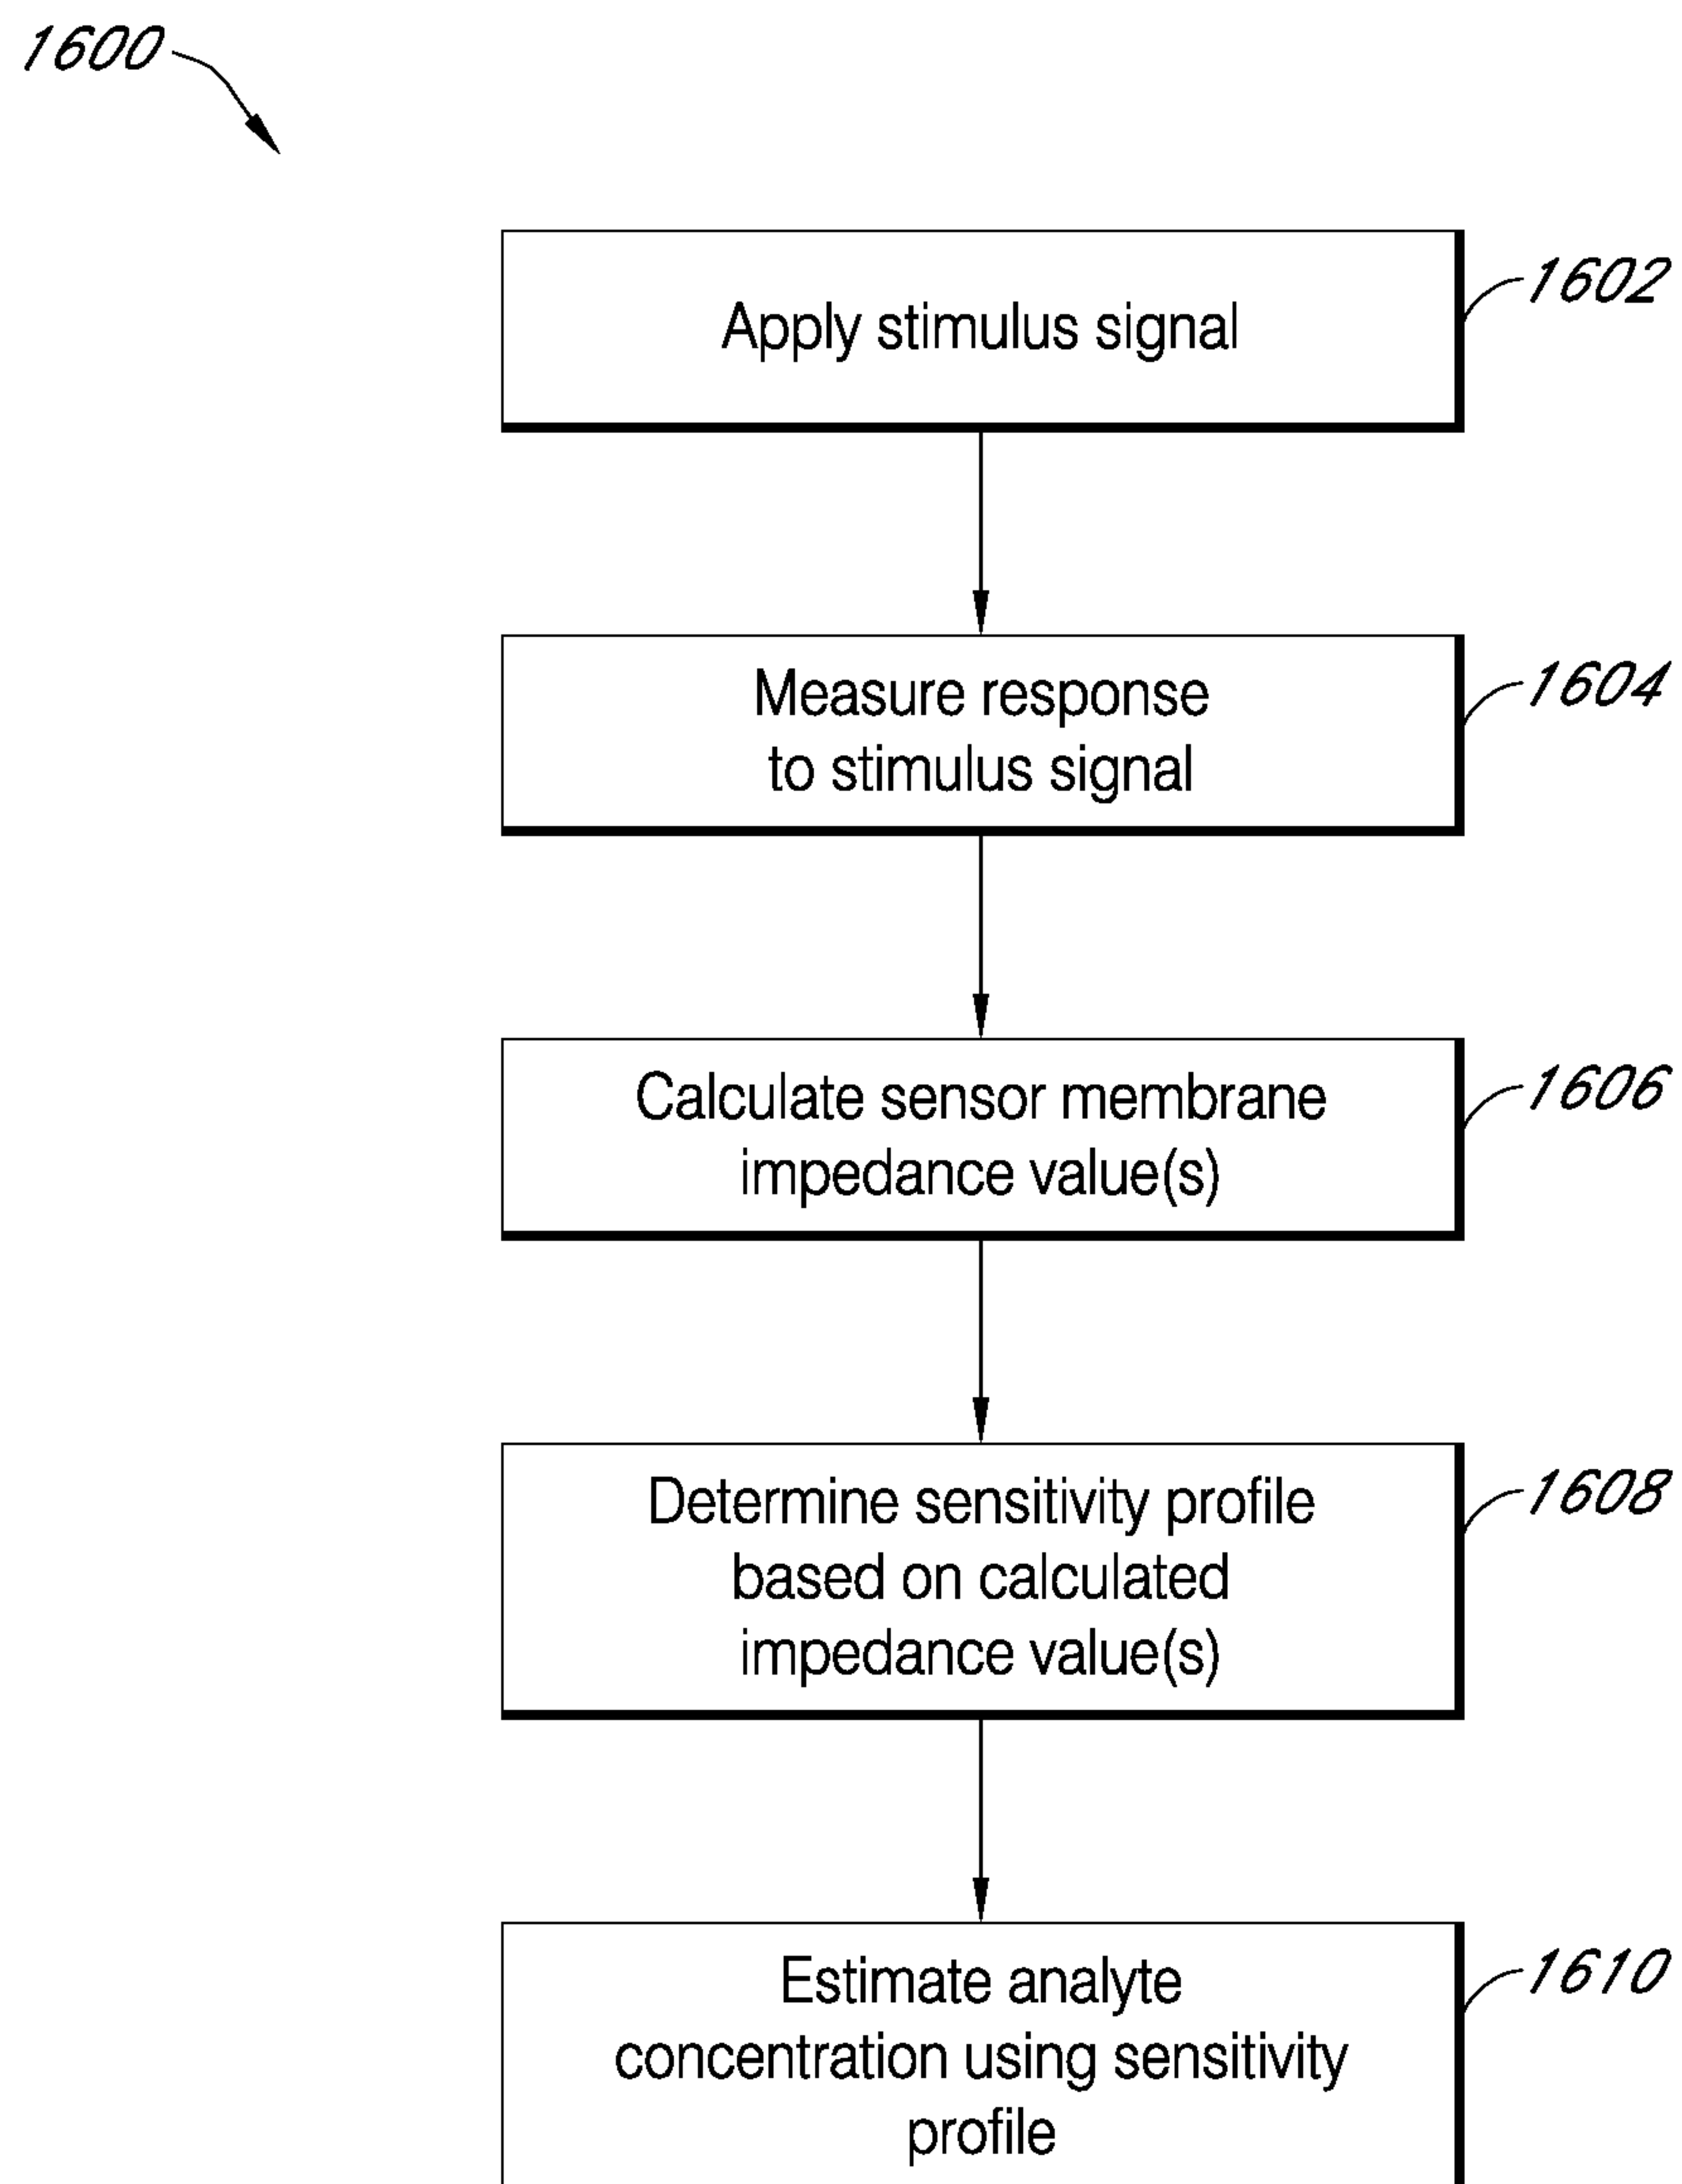 1600
Apply stimulus signal
1602
Measure response
to stimulus signal
1604
Calculate sensor membrane
impedance value(s)
1606
Determine sensitivity profile
based on calculated
impedance value(s)
1608
Estimate analyte
concentration using sensitivity
profile
1610